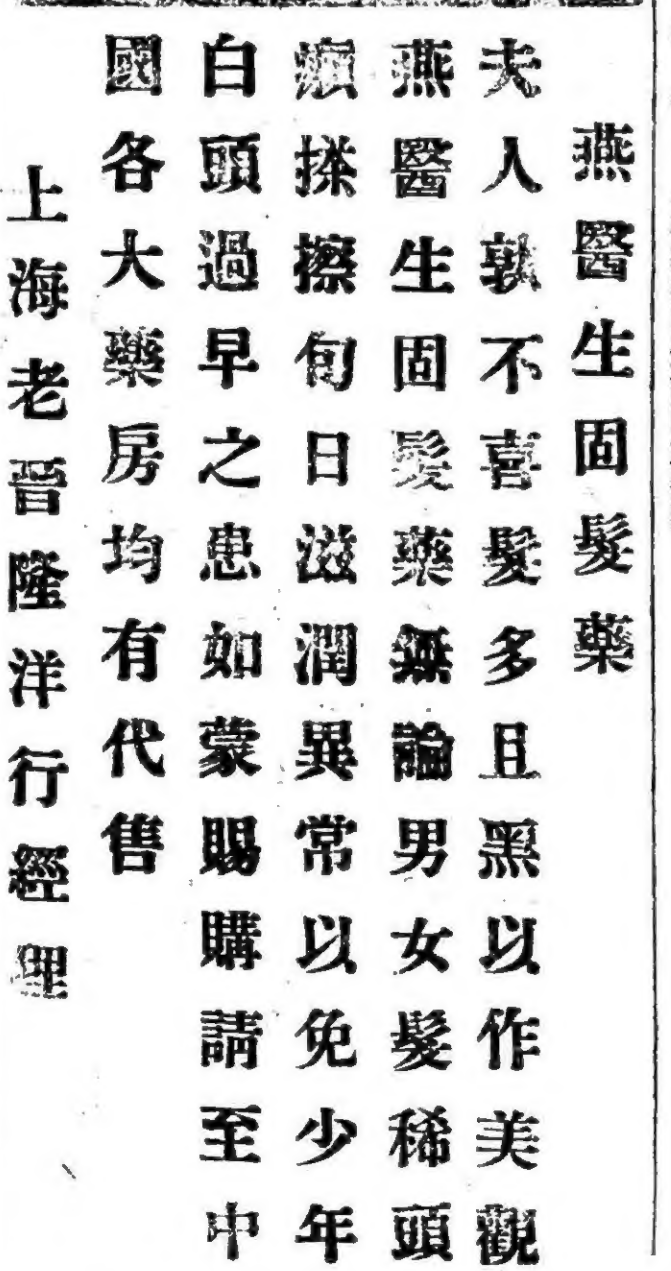 燕醫生固髮藥
夫人孰不喜髮多且黑以作美觀
燕醫生固髮藥無論男女髮稀頭
癩搽擦旬日滋潤異常以免少年
白頭過早之患如蒙賜購請至中
國各大藥房均有代售
上海老晉隆洋行經理